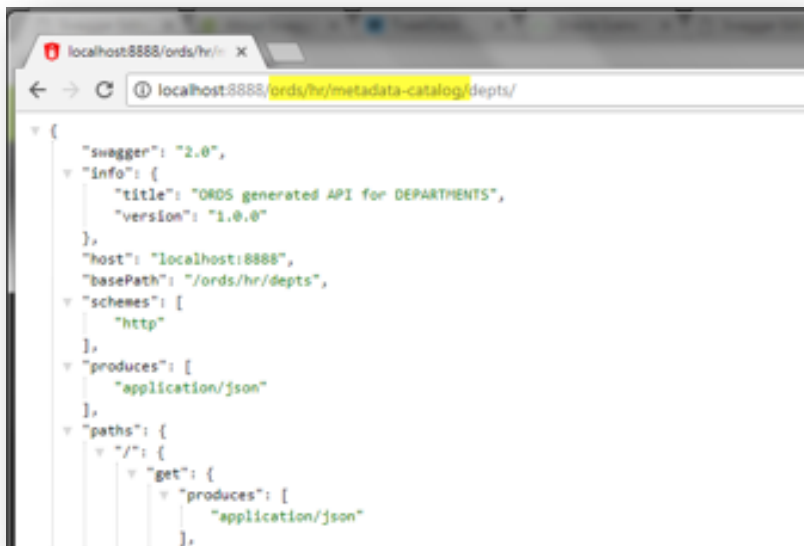 localhost:8888/ords/hr/
localhost:8888/ords/hr/metadata-catalog/depts/
{
"swagger": "2.0",
"info": {
"title": "ORDS generated API for DEPARTMENTS",
"version": "1.0.0"
},
"host": "localhost:8888",
"basePath": "/ords/hr/depts",
"schemes": [
"http"
],
"produces": [
"application/json"
],
"paths": {
"/": {
"get": {
"produces": [
"application/json"
],